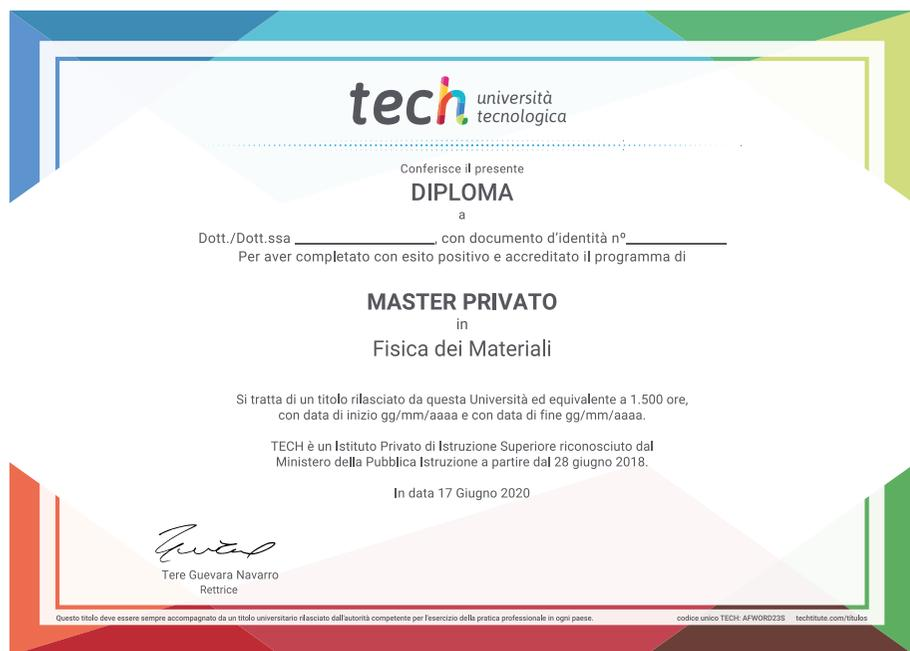 tech università
tecnologica
Conferisce il presente
DIPLOMA
a
Dott./Dott.ssa ____________________, con documento d'identità nº______________
Per aver completato con esito positivo e accreditato il programma di
MASTER PRIVATO
in
Fisica dei Materiali
Si tratta di un titolo rilasciato da questa Università ed equivalente a 1.500 ore,
con data di inizio gg/mm/aaaa e con data di fine gg/mm/aaaa.
TECH è un Istituto Privato di Istruzione Superiore riconosciuto dal
Ministero della Pubblica Istruzione a partire dal 28 giugno 2018.
In data 17 Giugno 2020
Tere Guevara Navarro
Rettrice
Questo titolo deve essere sempre accompagnato da un titolo universitario rilasciato dall'autorità competente per l'esercizio della pratica professionale in ogni paese. codice unico TECH: AFWORD23S techtitute.com/titulos